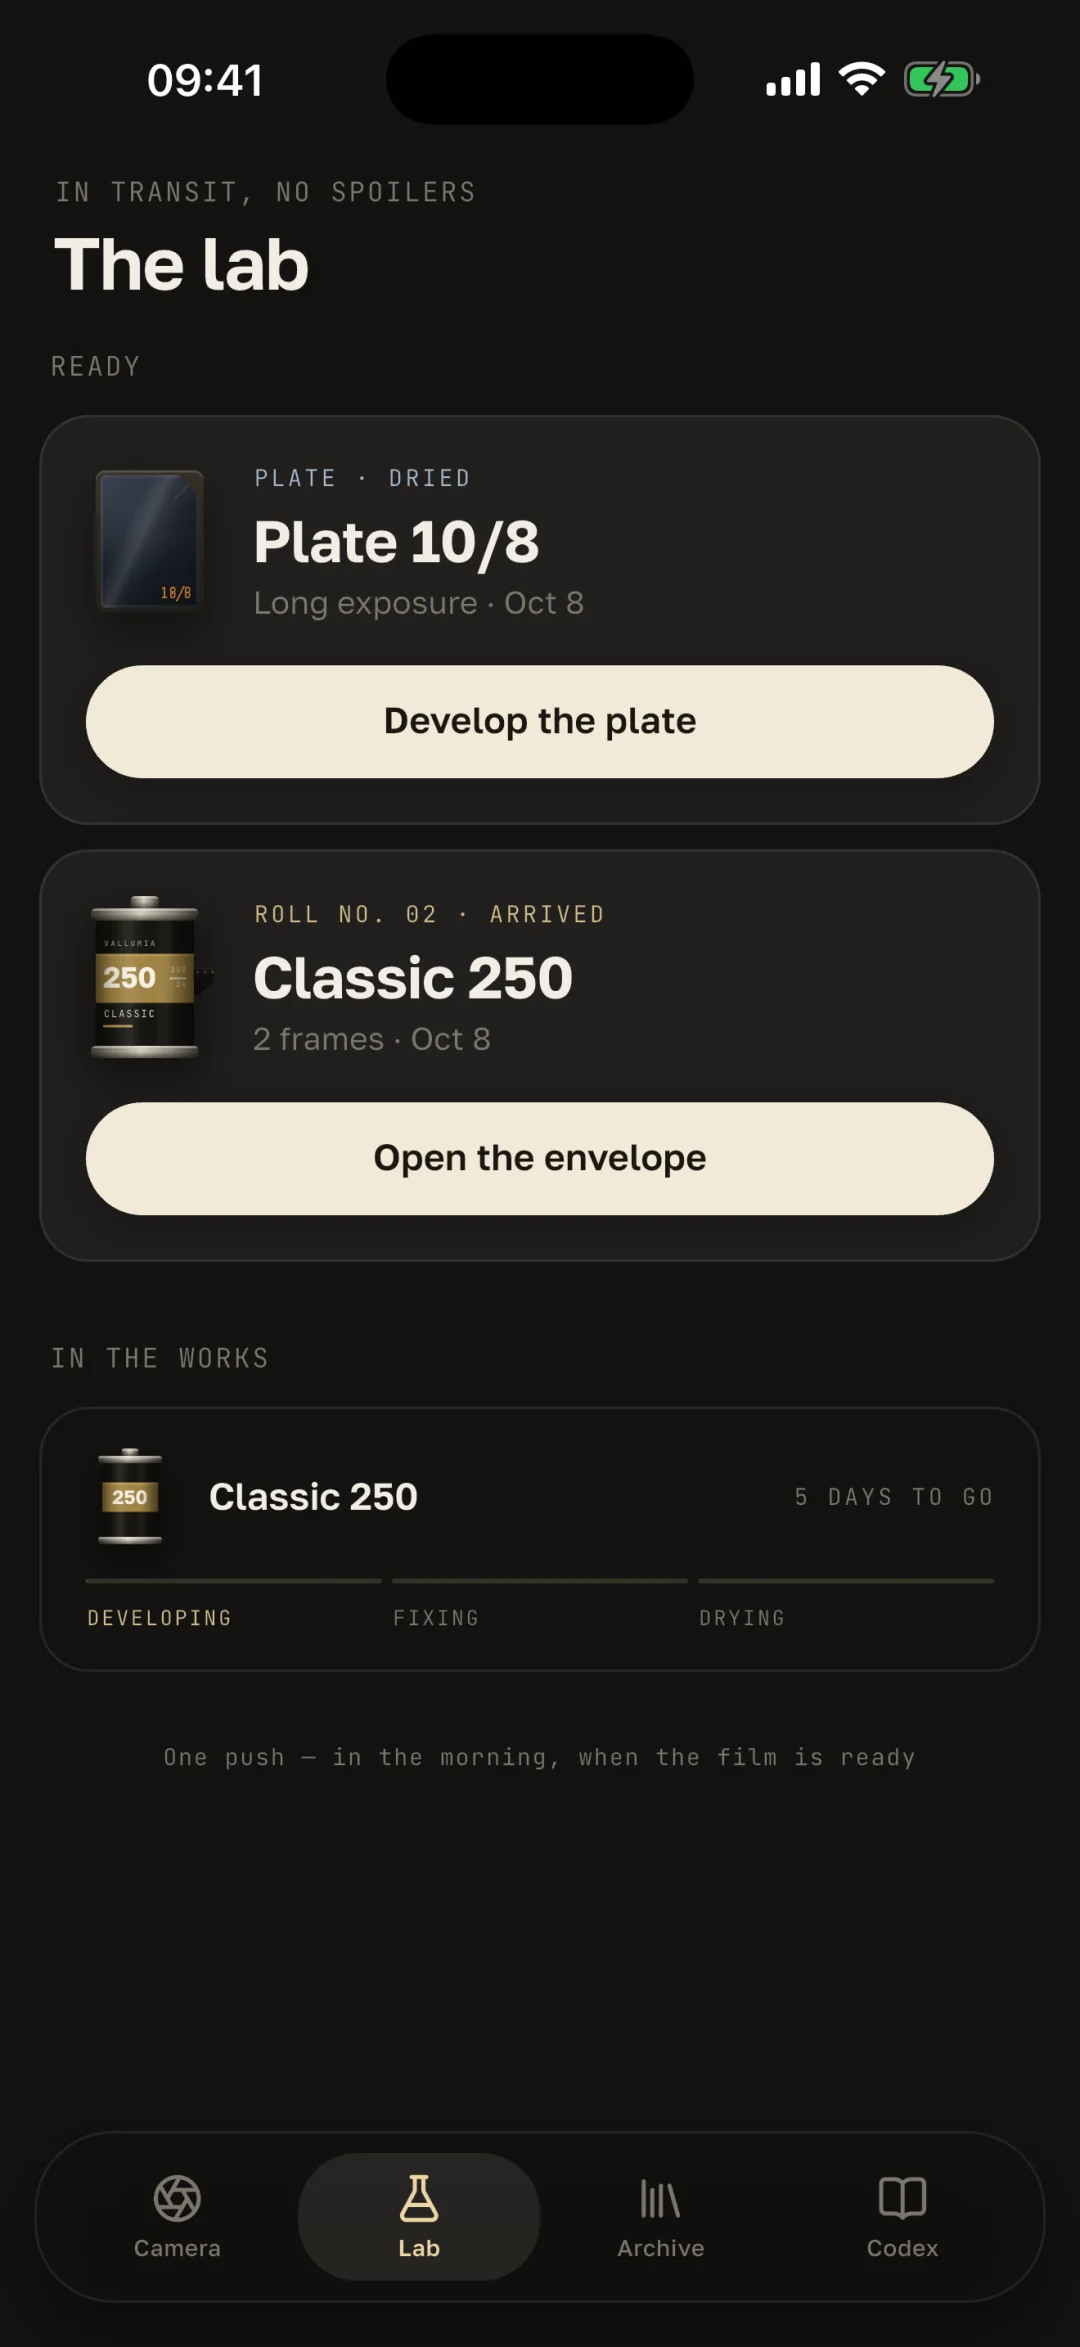 09:41
IN TRANSIT, NO SPOILERS
The lab
READY
PLATE · DRIED
Plate 10/8
Long exposure · Oct 8
10/8
Develop the plate
ROLL NO. 02 · ARRIVED
Classic 250
2 frames · Oct 8
VALLUMIA
250
CLASSIC
Open the envelope
IN THE WORKS
250
Classic 250
5 DAYS TO GO
DEVELOPING
FIXING
DRYING
One push — in the morning, when the film is ready
Camera
Lab
Archive
Codex